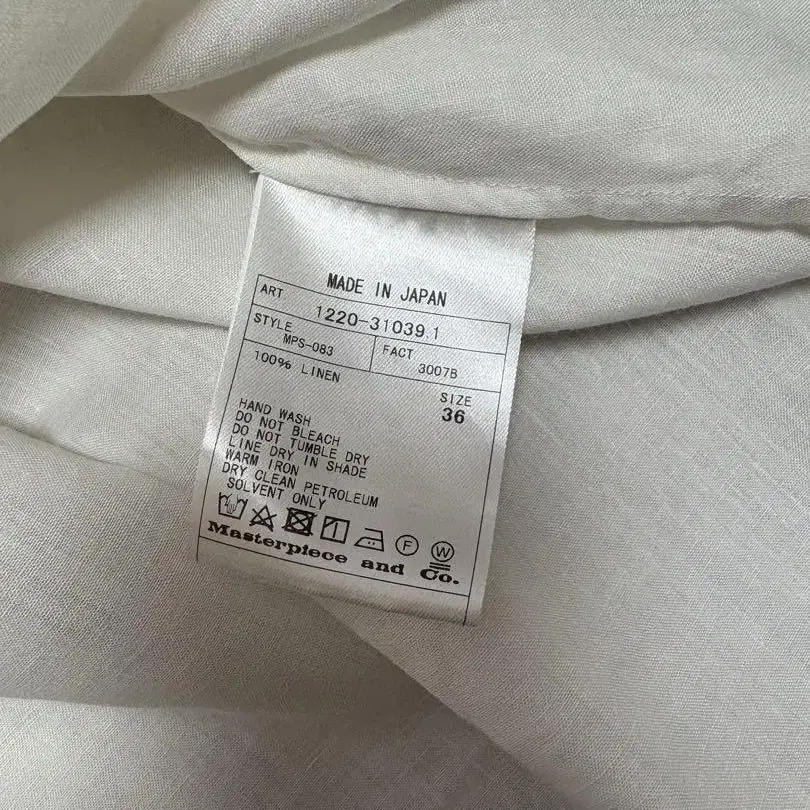 MADE IN JAPAN
ART 1220-31039.1
STYLE MPS-083 FACT 3007B
100% LINEN
SIZE
36
HAND WASH
DO NOT BLEACH
DO NOT TUMBLE DRY
LINE DRY IN SHADE
WARM IRON
DRY CLEAN PETROLEUM
SOLVENT ONLY
F W
Masterpiece and Co.